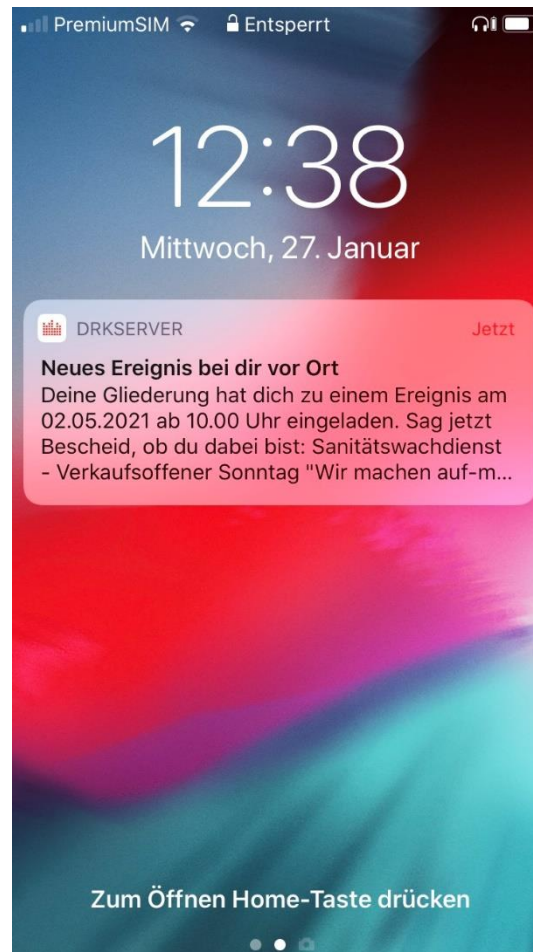 PremiumSIM Entsperrt
12:38
Mittwoch, 27. Januar
DRKSERVER Jetzt
Neues Ereignis bei dir vor Ort
Deine Gliederung hat dich zu einem Ereignis am
02.05.2021 ab 10.00 Uhr eingeladen. Sag jetzt
Bescheid, ob du dabei bist: Sanitätswachdienst
- Verkaufsoffener Sonntag "Wir machen auf-m...
Zum Öffnen Home-Taste drücken